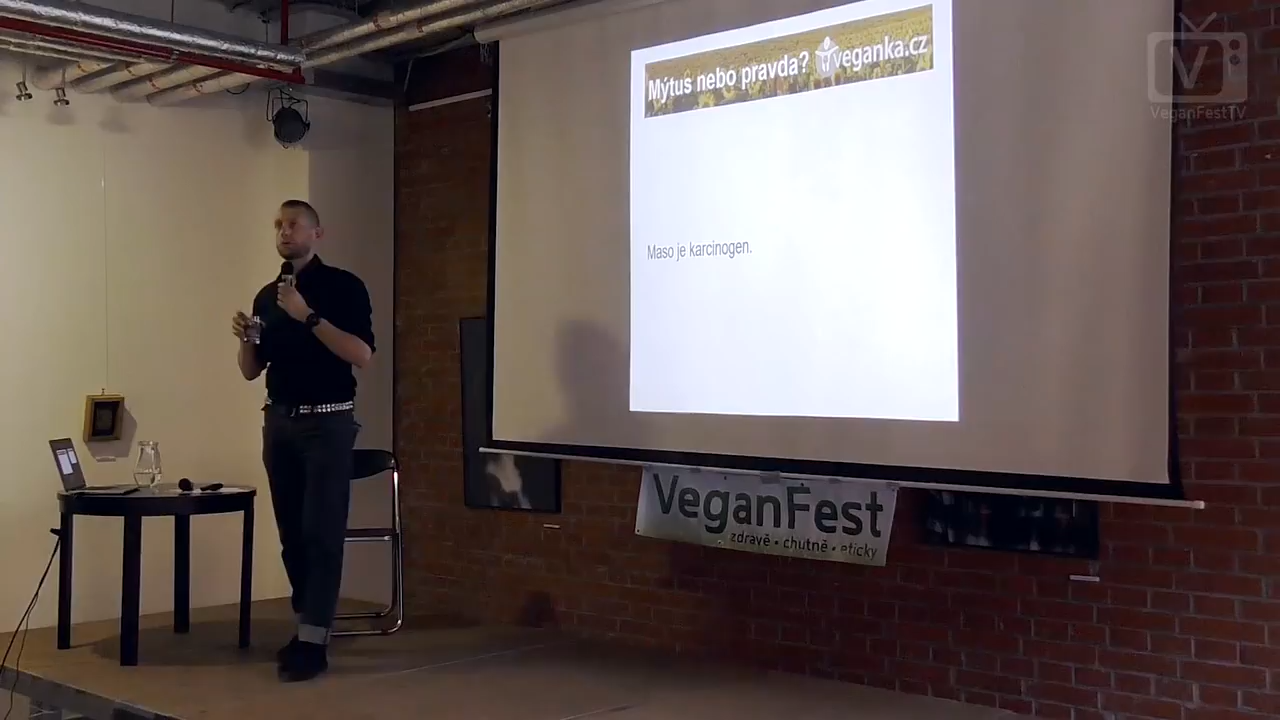 Mýtus nebo pravda? veganka.cz
Maso je karcinogen.
VeganFest
zdravě • chutně • eticky
V
VeganFestTV